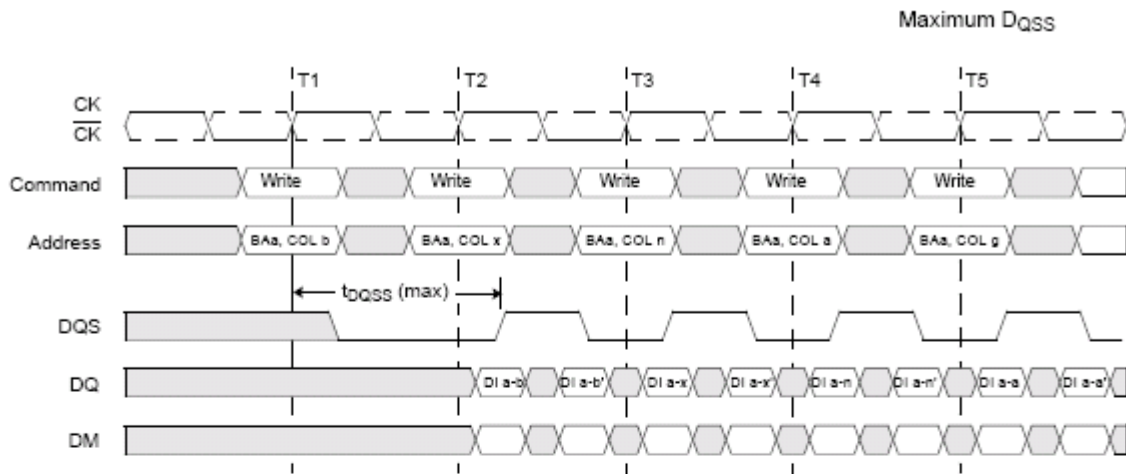 Maximum DQSS
T1 T2 T3 T4 T5
CK
CK
Command Write Write Write Write Write
Address BAa, COL b BAa, COL x BAa, COL n BAa, COL a BAa, COL g
tDQSS (max)
DQS
DQ DI a-b DI a-b' DI a-x DI a-x' DI a-n DI a-n' DI a-a DI a-a'
DM